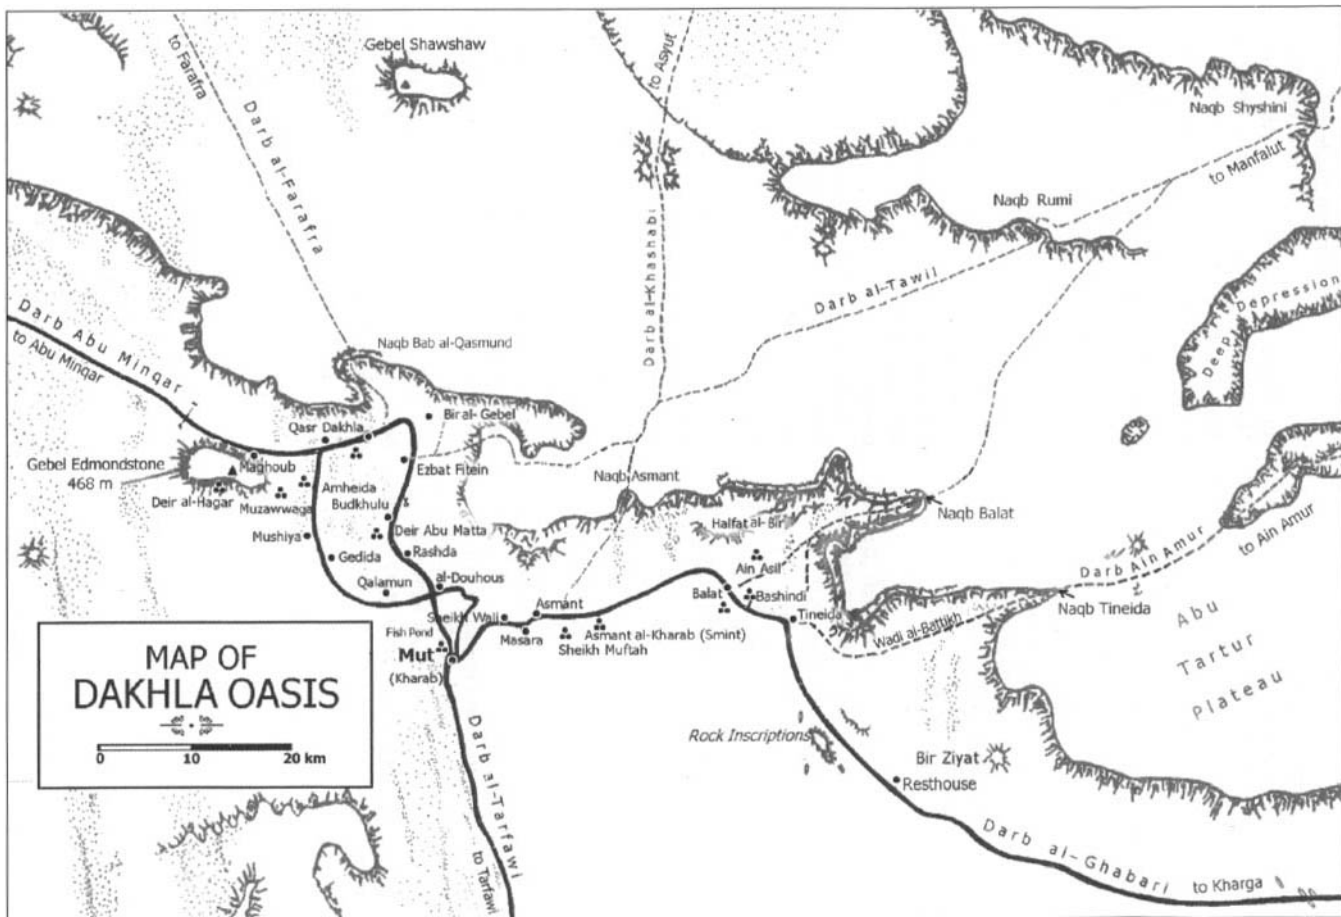 Gebel Shawshaw
to Farafra
Darb al-Farafra
to Asyut
Darb al-Khashabi
Naqb Shyshini
to Manfalut
Naqb Rumi
Darb al-Tawil
Deep Depression
Darb Abu Minqar
to Abu Minqar
Naqb Bab al-Qasmund
Bir al-Gebel
Qasr Dakhla
Gebel Edmondstone
468 m
Maghoub
Ezbat Fitein
Naqb Asmant
Deir al-Hagar
Muzawwaga
Amheida
Budkhulu
Naqb Balat
Halfat al-Bir
Deir Abu Matta
Mushiya
Gedida
Rashda
Ain Asil
Darb Ain Amur
to Ain Amur
Qalamun
al-Douhous
Balat
Bashindi
Naqb Tineida
Sheikh Wali
Asmant
Tineida
Wadi al-Battikh
Fish Pond
Masara
Asmant al-Kharab (Smint)
Sheikh Muftah
Mut
(Kharab)
Abu
Tartur
Plateau
MAP OF
DAKHLA OASIS
0 10 20 km
Rock Inscriptions
Bir Ziyat
Resthouse
Darb al-Tarfawi
to Tarfawi
Darb al-Ghabari
to Kharga